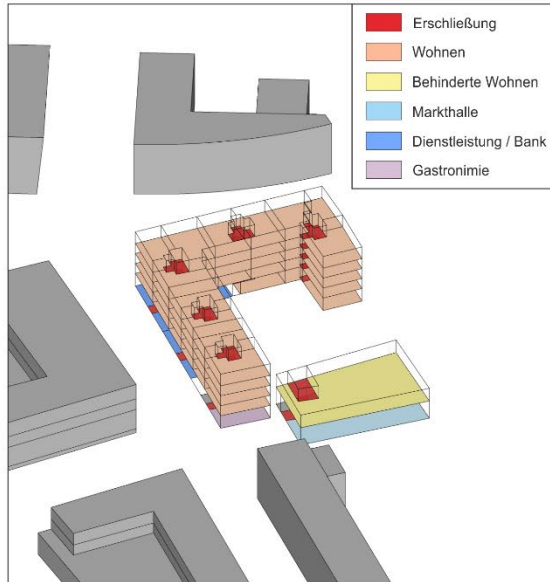 Erschließung
Wohnen
Behinderte Wohnen
Markthalle
Dienstleistung / Bank
Gastronimie